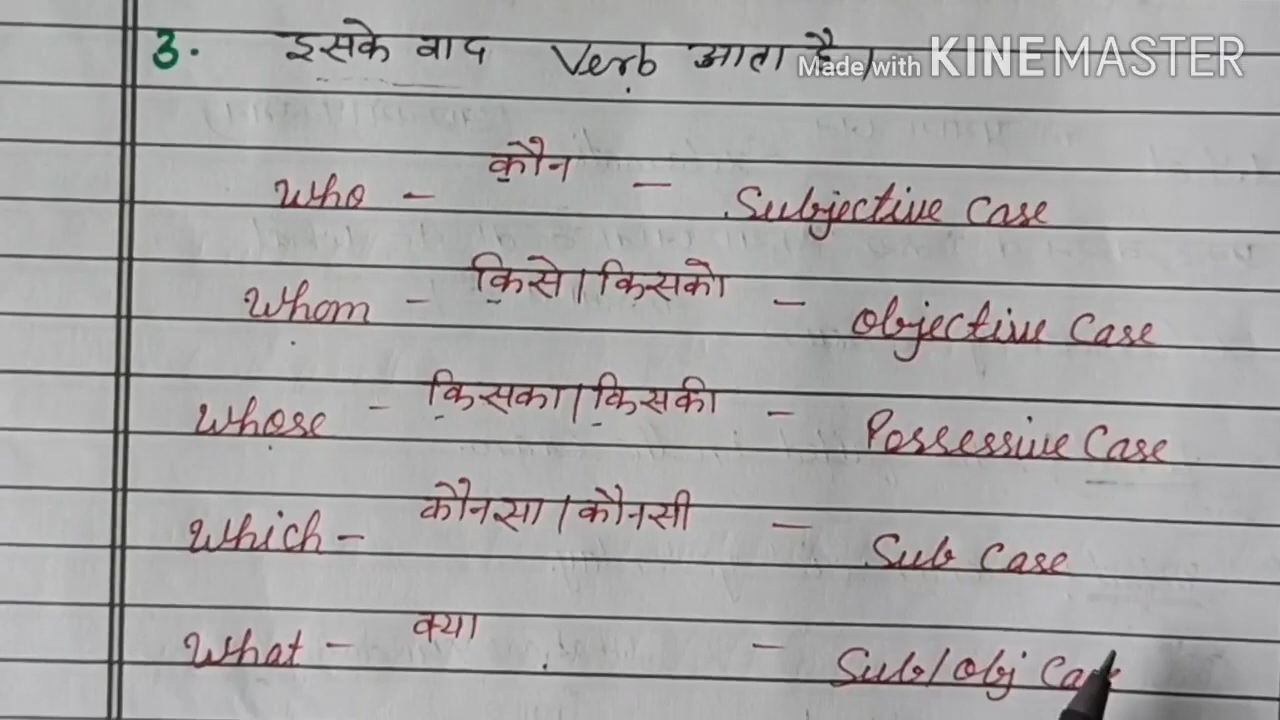 3. इसके बाद Verb आता है।
Made with KINEMASTER
Who - कौन - Subjective Case
Whom - किसे / किसको - Objective Case
Whose - किसका / किसकी - Possessive Case
Which - कौनसा / कौनसी - Sub Case
What - क्या - Sub/Obj Case